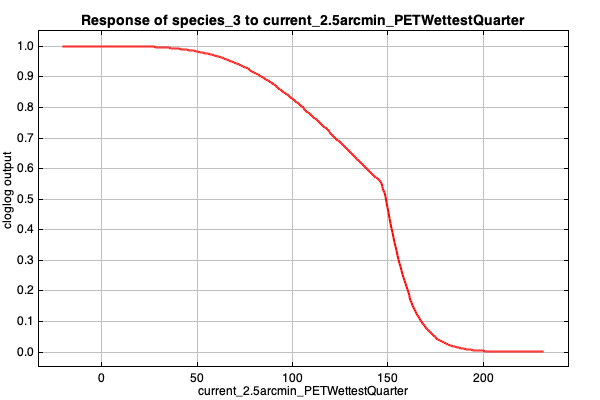 Response of species_3 to current_2.5arcmin_PETWettestQuarter
1.0
0.9
0.8
0.7
0.6
0.5
0.4
0.3
0.2
0.1
0.0
cloglog output
0 50 100 150 200
current_2.5arcmin_PETWettestQuarter